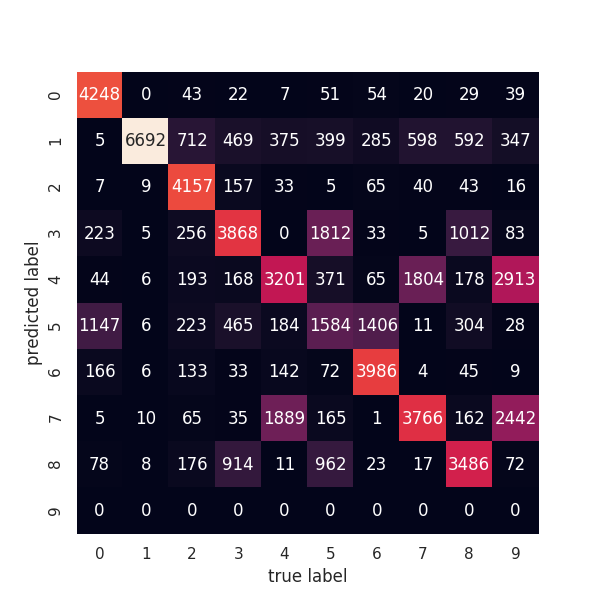 0 4248 0 43 22 7 51 54 20 29 39
1 5 6692 712 469 375 399 285 598 592 347
2 7 9 4157 157 33 5 65 40 43 16
3 223 5 256 3868 0 1812 33 5 1012 83
4 44 6 193 168 3201 371 65 1804 178 2913
5 1147 6 223 465 184 1584 1406 11 304 28
6 166 6 133 33 142 72 3986 4 45 9
7 5 10 65 35 1889 165 1 3766 162 2442
8 78 8 176 914 11 962 23 17 3486 72
9 0 0 0 0 0 0 0 0 0 0
0 1 2 3 4 5 6 7 8 9
true label
predicted label